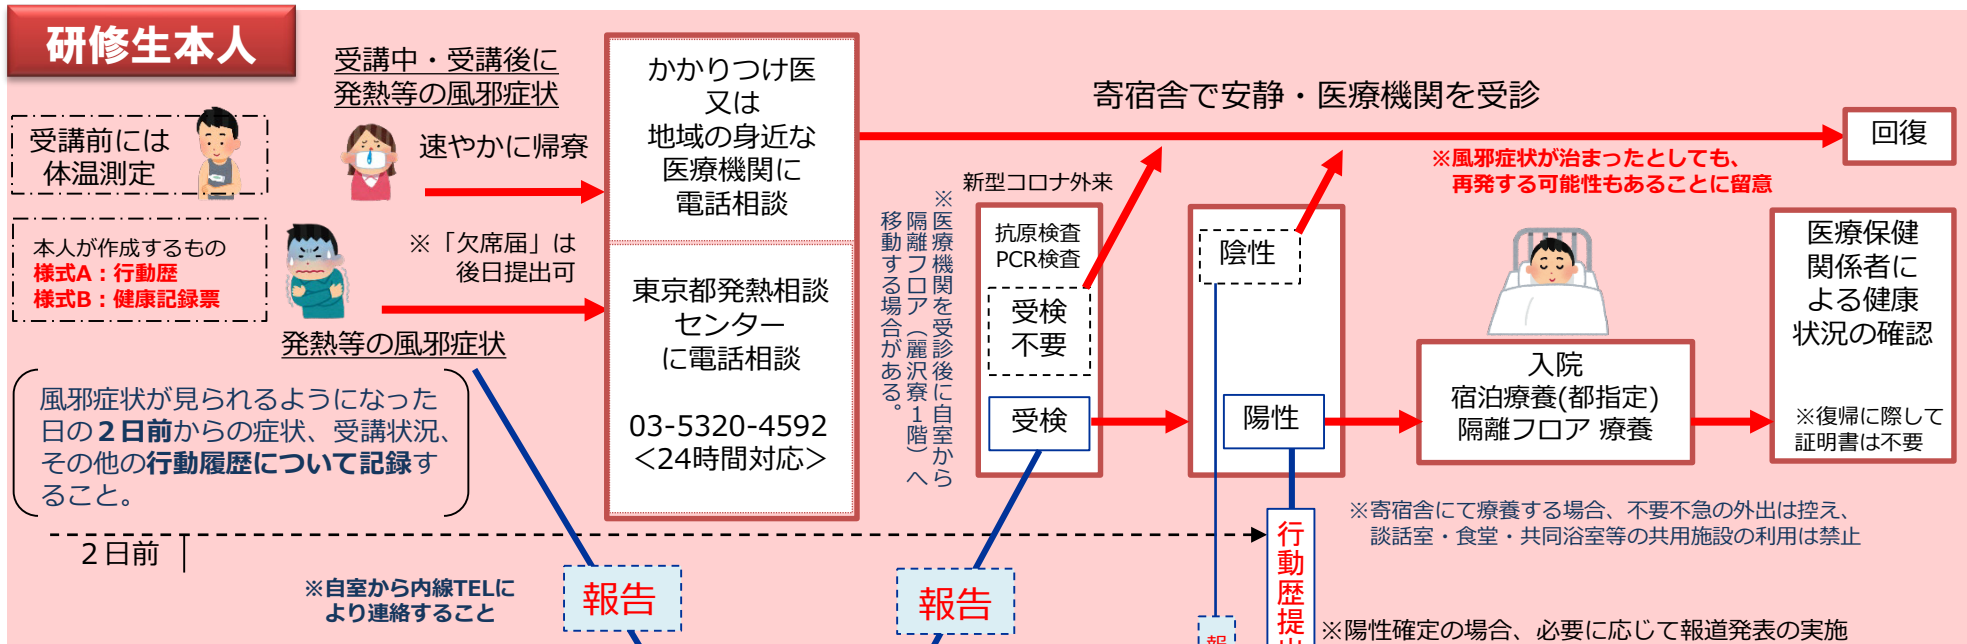 研修生本人
受講前には
体温測定
本人が作成するもの
様式A：行動歴
様式B：健康記録票
受講中・受講後に
発熱等の風邪症状
速やかに帰寮
※「欠席届」は
後日提出可
発熱等の風邪症状
風邪症状が見られるようになった
日の２日前からの症状、受講状況、
その他の行動履歴について記録す
ること。
２日前
※自室から内線TELに
より連絡すること
報告
かかりつけ医
又は
地域の身近な
医療機関に
電話相談
東京都発熱相談
センター
に電話相談
03-5320-4592
＜24時間対応＞
寄宿舎で安静・医療機関を受診
回復
※風邪症状が治まったとしても、
再発する可能性もあることに留意
※医療機関を受診後に自室から
隔離フロア（麗沢寮１階）へ
移動する場合がある。
新型コロナ外来
抗原検査
PCR検査
受検
不要
受検
報告
陰性
陽性
入院
宿泊療養(都指定)
隔離フロア 療養
医療保健
関係者に
よる健康
状況の確認
※復帰に際して
証明書は不要
※寄宿舎にて療養する場合、不要不急の外出は控え、
談話室・食堂・共同浴室等の共用施設の利用は禁止
行動歴提
※陽性確定の場合、必要に応じて報道発表の実施